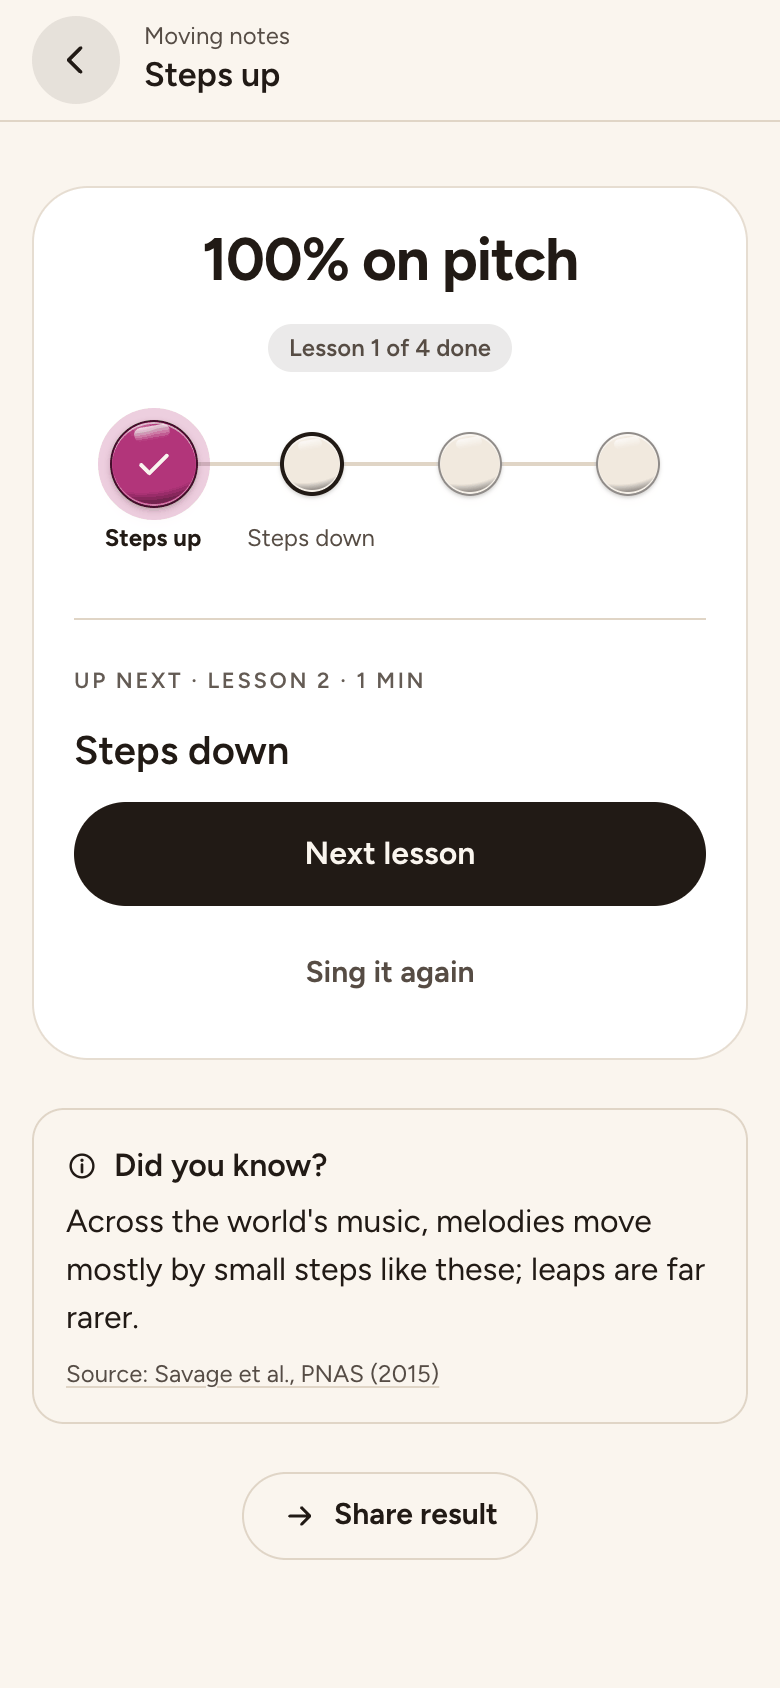 Moving notes
Steps up
100% on pitch
Lesson 1 of 4 done
Steps up
Steps down
UP NEXT · LESSON 2 · 1 MIN
Steps down
Next lesson
Sing it again
Did you know?
Across the world's music, melodies move
mostly by small steps like these; leaps are far
rarer.
Source: Savage et al., PNAS (2015)
Share result